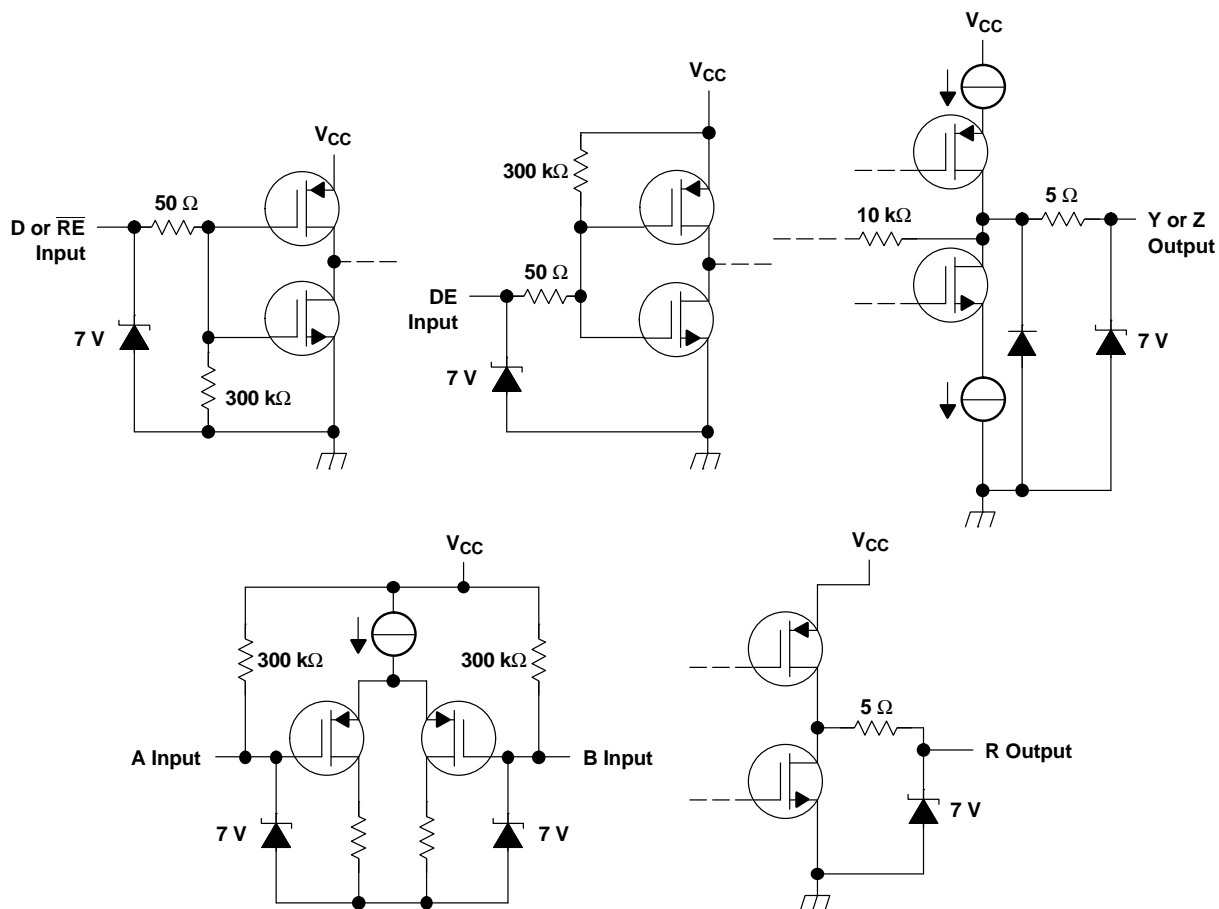 VCC
50 Ω
D or R̅E̅
Input
7 V
300 kΩ
VCC
300 kΩ
50 Ω
DE
Input
7 V
VCC
5 Ω
10 kΩ
Y or Z
Output
7 V
VCC
300 kΩ
300 kΩ
A Input
B Input
7 V
7 V
VCC
5 Ω
R Output
7 V